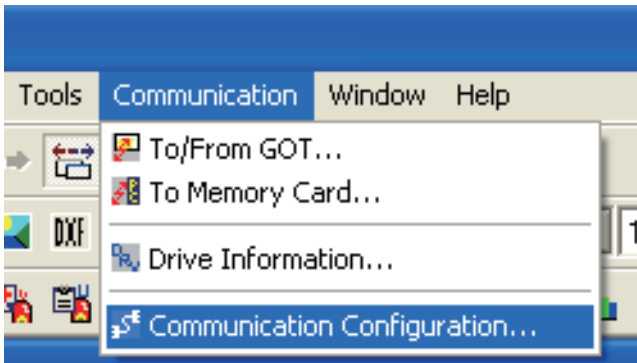 Tools Communication Window Help
To/From GOT...
To Memory Card...
DXF
Drive Information...
Communication Configuration...